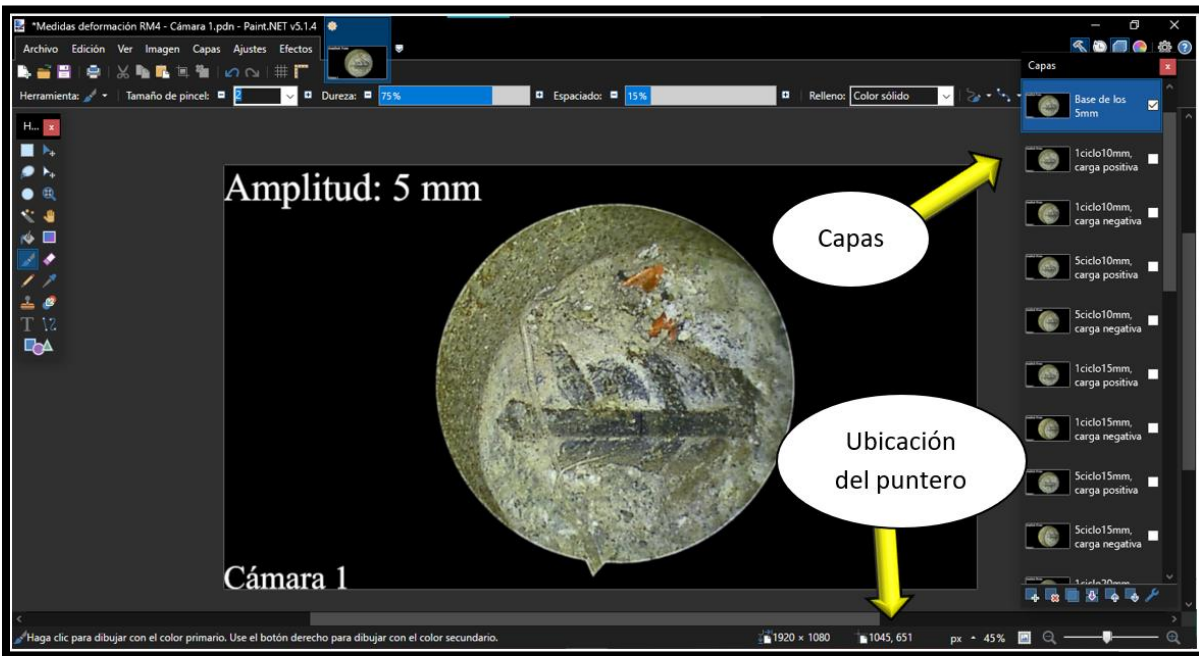 *Medidas deformación RM4 - Cámara 1.pdn - Paint.NET v5.1.4
Archivo Edición Ver Imagen Capas Ajustes Efectos
Herramienta: Tamaño de pincel: 2 Dureza: 75% Espaciado: 15% Relleno: Color sólido
H...
Capas
Base de los
5mm
1ciclo10mm,
carga positiva
1ciclo10mm,
carga negativa
5ciclo10mm,
carga positiva
5ciclo10mm,
carga negativa
1ciclo15mm,
carga positiva
1ciclo15mm,
carga negativa
5ciclo15mm,
carga positiva
5ciclo15mm,
carga negativa
1ciclo20mm
Amplitud: 5 mm
Capas
Ubicación
del puntero
Cámara 1
Haga clic para dibujar con el color primario. Use el botón derecho para dibujar con el color secundario.
1920 × 1080 1045, 651 px 45%